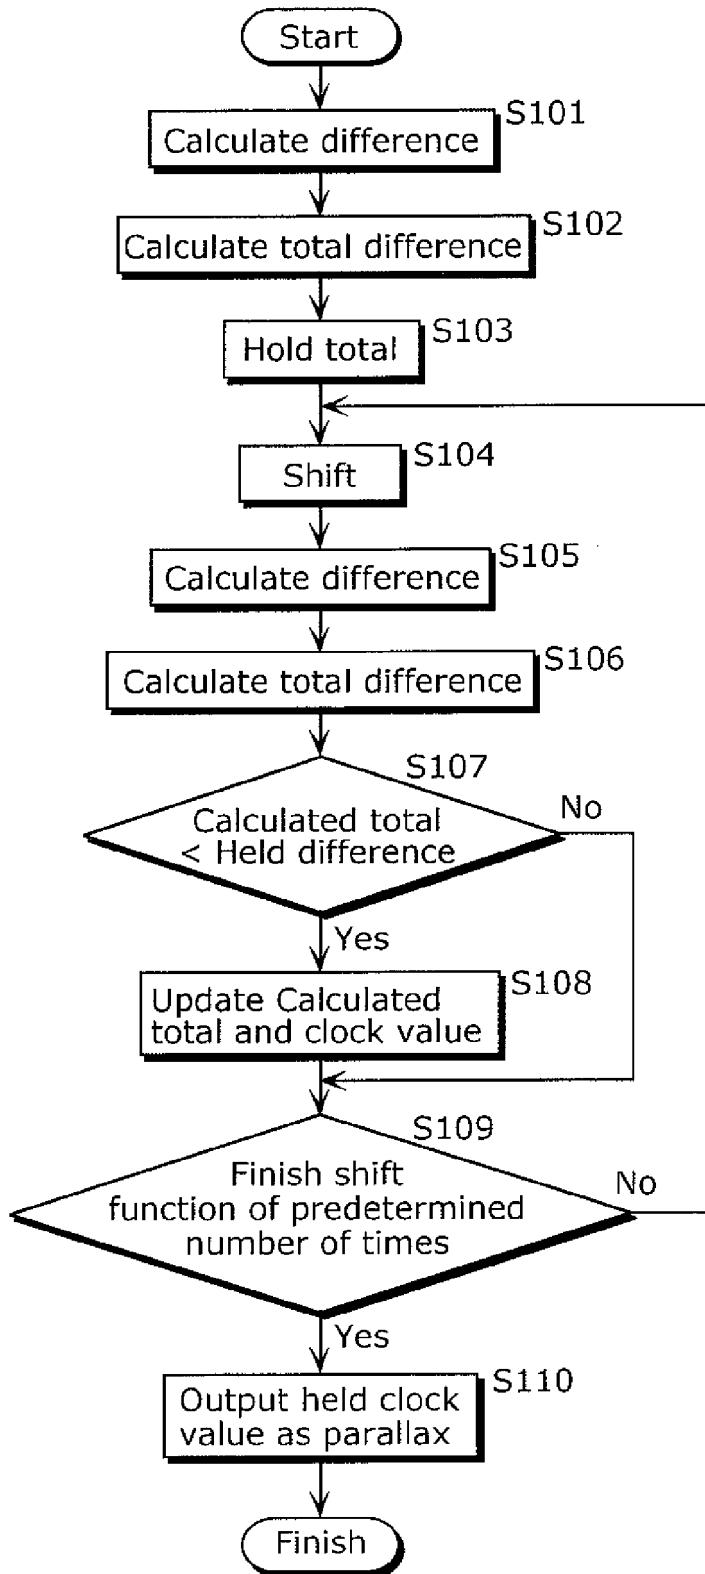 Start
S101
Calculate difference
S102
Calculate total difference
S103
Hold total
S104
Shift
S105
Calculate difference
S106
Calculate total difference
S107
Calculated total
< Held difference
No
Yes
S108
Update Calculated
total and clock value
S109
Finish shift
function of predetermined
number of times
No
Yes
S110
Output held clock
value as parallax
Finish